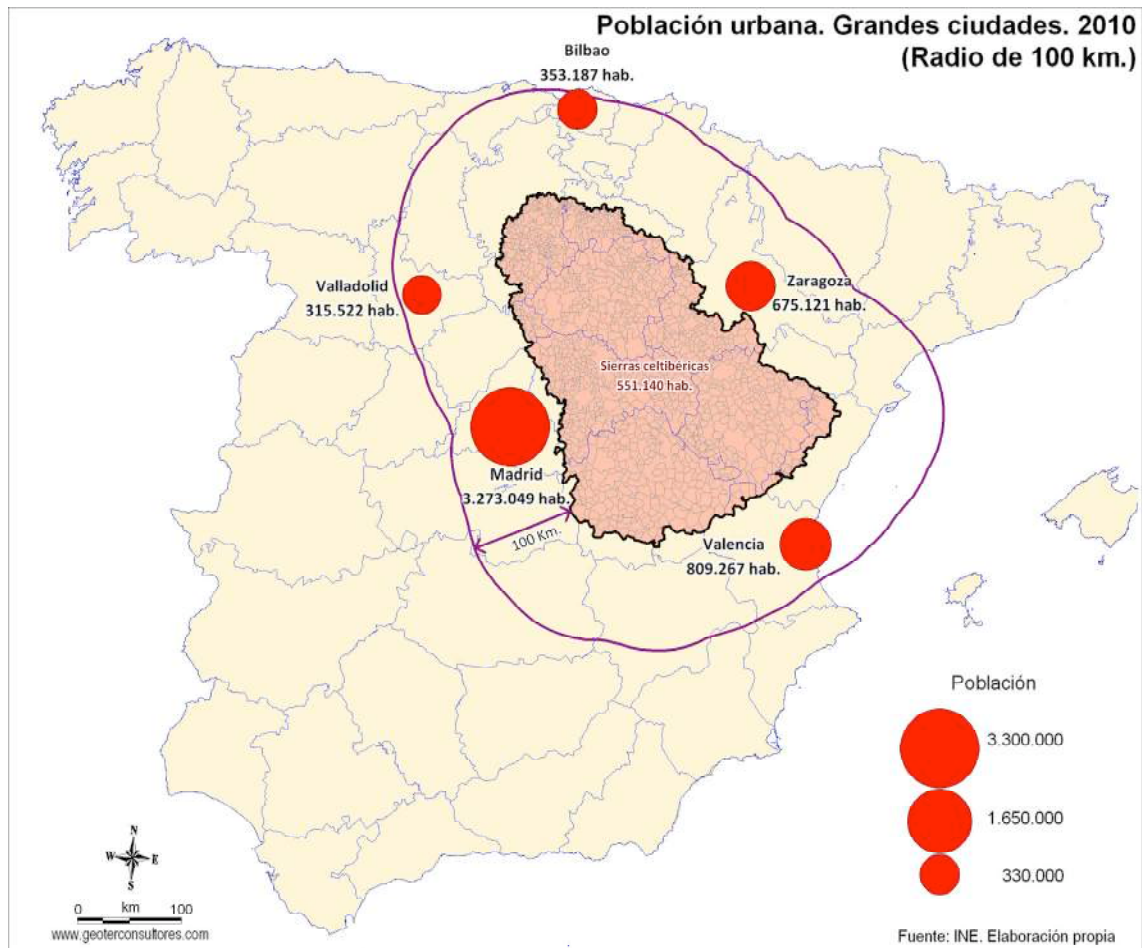 Población urbana. Grandes ciudades. 2010
(Radio de 100 km.)
Bilbao
353.187 hab.
Valladolid
315.522 hab.
Zaragoza
675.121 hab.
Sierras celtibéricas
551.140 hab.
Madrid
3.273.049 hab.
100 Km.
Valencia
809.267 hab.
Población
3.300.000
1.650.000
330.000
N
W E
S
0 km 100
www.geoterconsultores.com
Fuente: INE. Elaboración propia